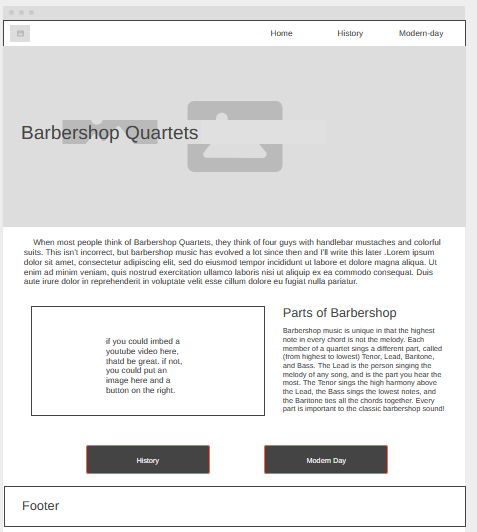 Home History Modern-day
Barbershop Quartets
When most people think of Barbershop Quartets, they think of four guys with handlebar mustaches and colorful
suits. This isn't incorrect, but barbershop music has evolved a lot since then and I'll write this later .Lorem ipsum
dolor sit amet, consectetur adipiscing elit, sed do eiusmod tempor incididunt ut labore et dolore magna aliqua. Ut
enim ad minim veniam, quis nostrud exercitation ullamco laboris nisi ut aliquip ex ea commodo consequat. Duis
aute irure dolor in reprehenderit in voluptate velit esse cillum dolore eu fugiat nulla pariatur.
if you could imbed a
youtube video here,
thatd be great. if not,
you could put an
image here and a
button on the right.
Parts of Barbershop
Barbershop music is unique in that the highest
note in every chord is not the melody. Each
member of a quartet sings a different part, called
(from highest to lowest) Tenor, Lead, Baritone,
and Bass. The Lead is the person singing the
melody of any song, and is the part you hear the
most. The Tenor sings the high harmony above
the Lead, the Bass sings the lowest notes, and
the Baritone ties all the chords together. Every
part is important to the classic barbershop sound!
History
Modern Day
Footer